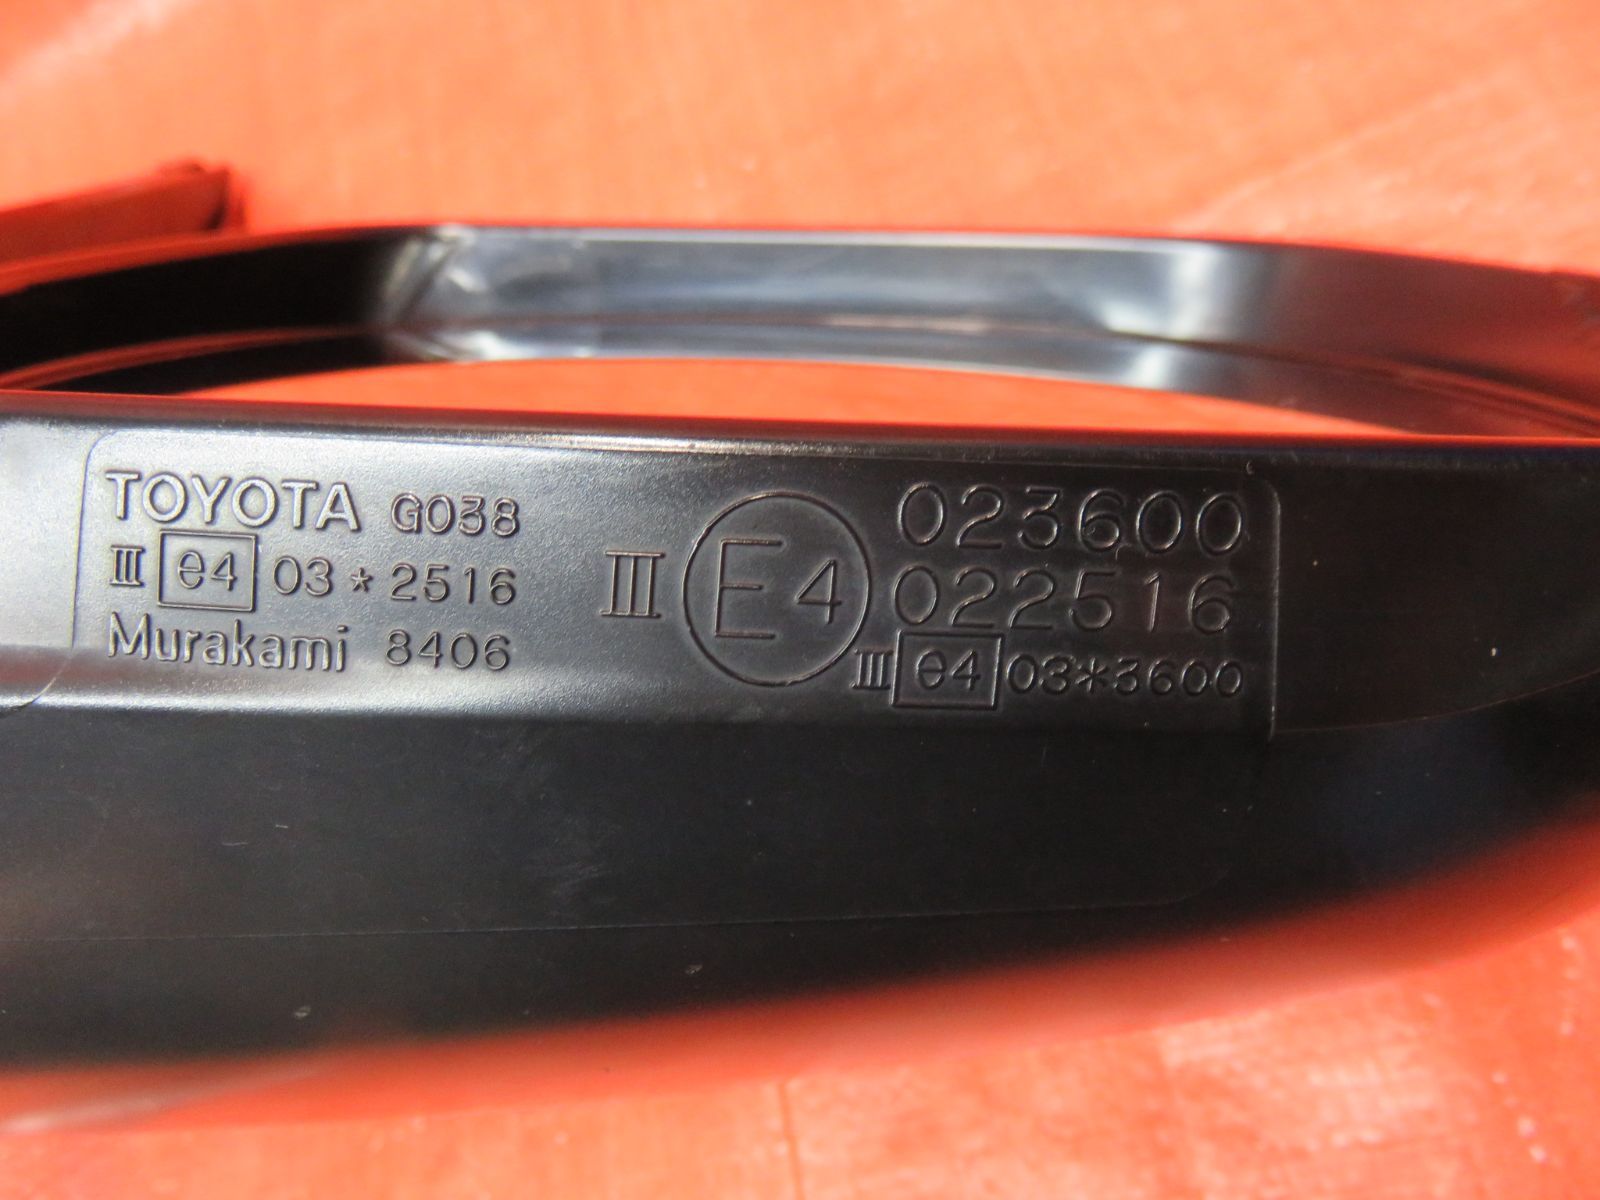 TOYOTA G038
III e4 03*2516
Murakami 8406
III E4
023600
022516
III e4 03*3600